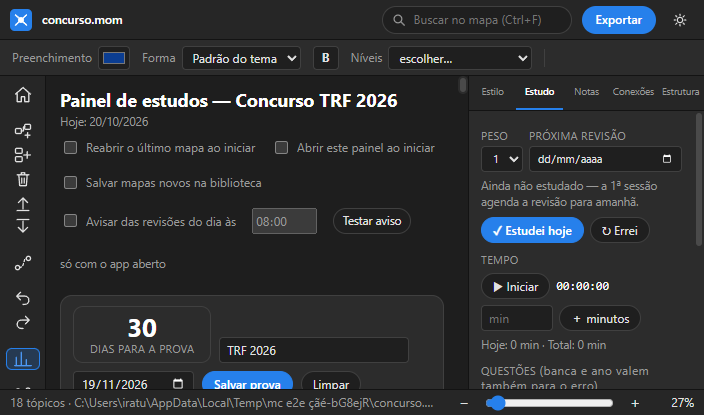 concurso.mom
Buscar no mapa (Ctrl+F)
Exportar
Preenchimento Forma Padrão do tema B Níveis escolher...
Painel de estudos — Concurso TRF 2026
Hoje: 20/10/2026
Reabrir o último mapa ao iniciar Abrir este painel ao iniciar
Salvar mapas novos na biblioteca
Avisar das revisões do dia às 08:00 Testar aviso
só com o app aberto
30
DIAS PARA A PROVA
TRF 2026
19/11/2026 Salvar prova Limpar
Estilo Estudo Notas Conexões Estrutura
PESO PRÓXIMA REVISÃO
1 dd/mm/aaaa
Ainda não estudado — a 1ª sessão
agenda a revisão para amanhã.
✓ Estudei hoje ↻ Errei
TEMPO
▶ Iniciar 00:00:00
min + minutos
Hoje: 0 min · Total: 0 min
QUESTÕES (banca e ano valem
também para o erro)
18 tópicos · C:\Users\iratu\AppData\Local\Temp\mc e2e çãé-bG8ejR\concurso....
− + 27%